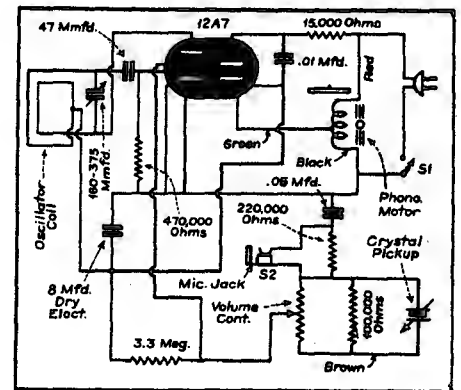 12A7
47 Mmfd.
15,000 Ohms
.01 Mfd.
Red
Green
Black
S1
Phono.
Motor
160-375
Mmfd.
Oscillator
Coil
470,000
Ohms
.05 Mfd.
220,000
Ohms
Crystal
Pickup
S2
Mic. Jack
8 Mfd.
Dry
Elect.
Volume
Cont.
100,000
Ohms
3.3 Meg.
Brown